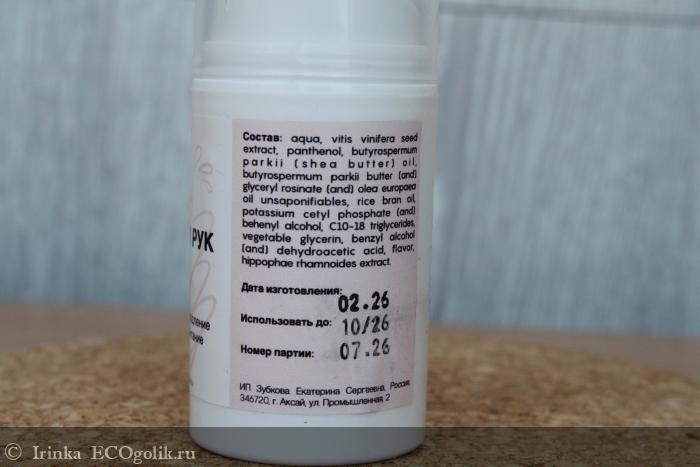 Состав: aqua, vitis vinifera seed
extract, panthenol, butyrospermum
parkii (shea butter) oil,
butyrospermum parkii butter (and)
glyceryl rosinate (and) olea europaea
oil unsaponifiables, rice bran oil,
potassium cetyl phosphate (and)
behenyl alcohol, C10-18 triglycerides,
vegetable glycerin, benzyl alcohol
(and) dehydroacetic acid, flavor,
hippophae rhamnoides extract.
РУК
Дата изготовления:
02.26
Использовать до: 10/26
Номер партии: 07.26
ИП Зубкова Екатерина Сергеевна, Россия,
346720, г. Аксай, ул. Промышленная, 2
© Irinka ECOgolik.ru